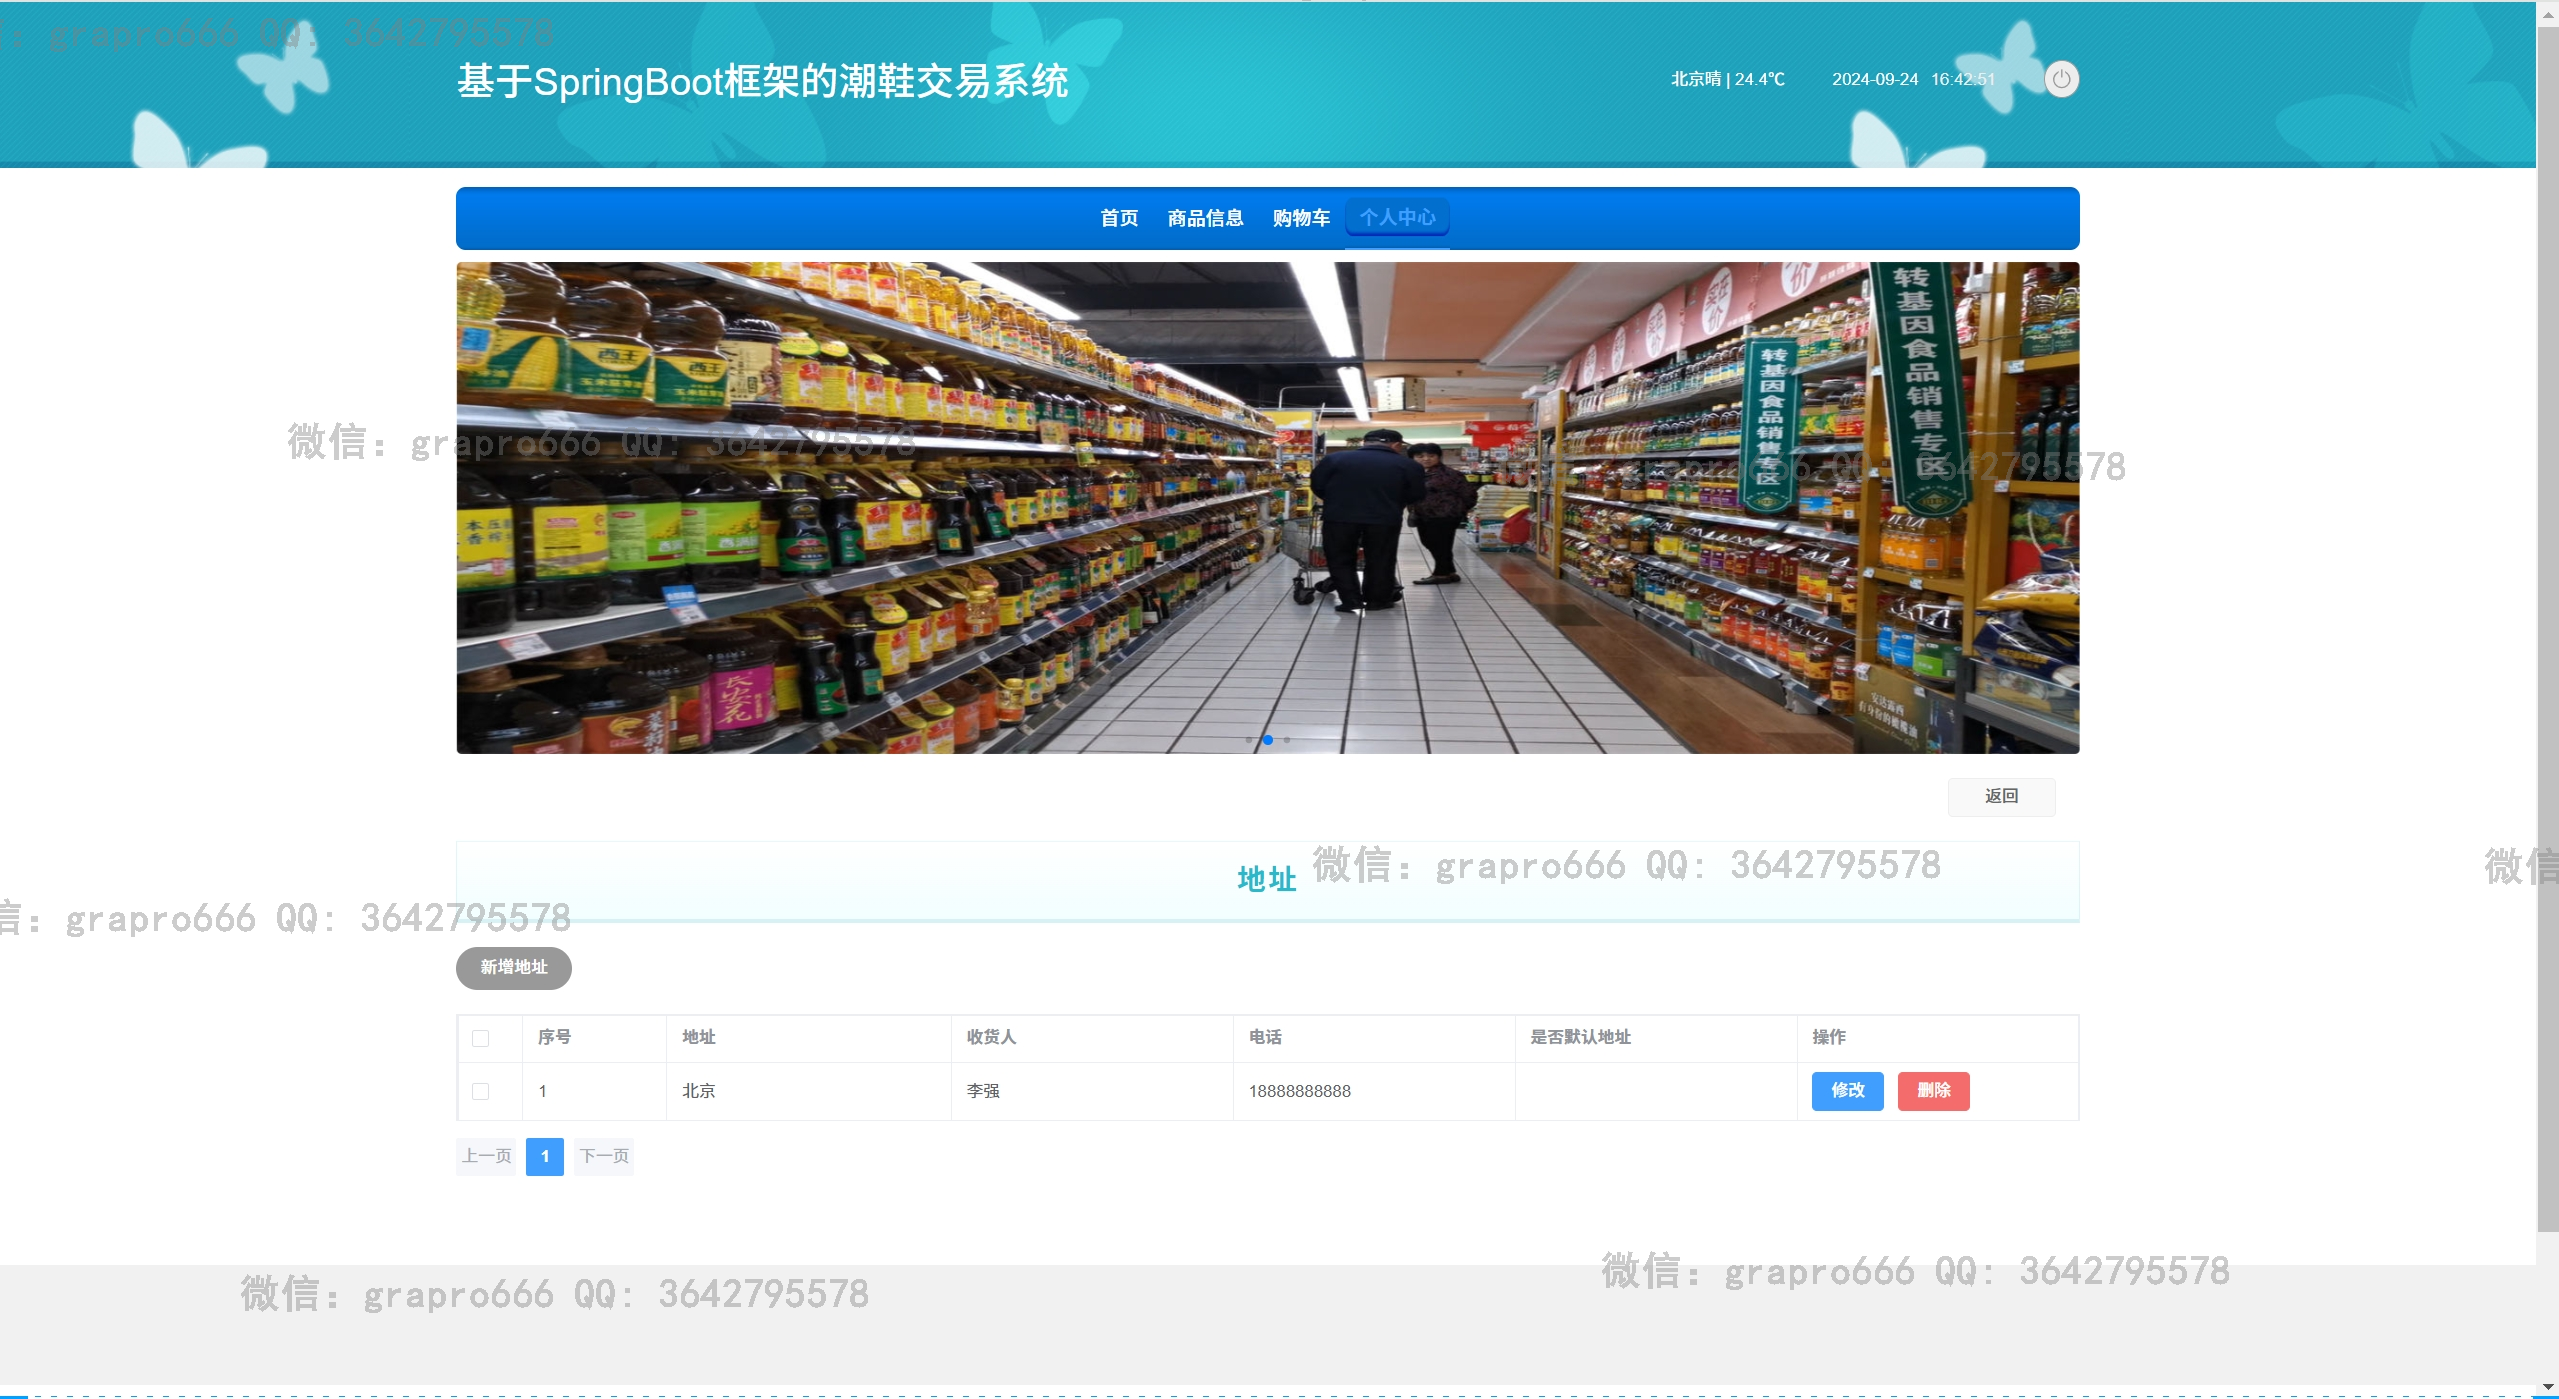 微信: grapro666 QQ: 3642795578
基于SpringBoot框架的潮鞋交易系统
北京晴 | 24.4℃ 2024-09-24 16:42:51
首页 商品信息 购物车 个人中心
转基因食品销售专区
转基因食品销售专区
西王
西王
长安花
微信: grapro666 QQ: 3642795578
grapro666 QQ: 3642795578
返回
地址
微信: grapro666 QQ: 3642795578
微信
信: grapro666 QQ: 3642795578
新增地址
序号 地址 收货人 电话 是否默认地址 操作
1 北京 李强 18888888888 修改 删除
上一页 1 下一页
微信: grapro666 QQ: 3642795578
微信: grapro666 QQ: 3642795578